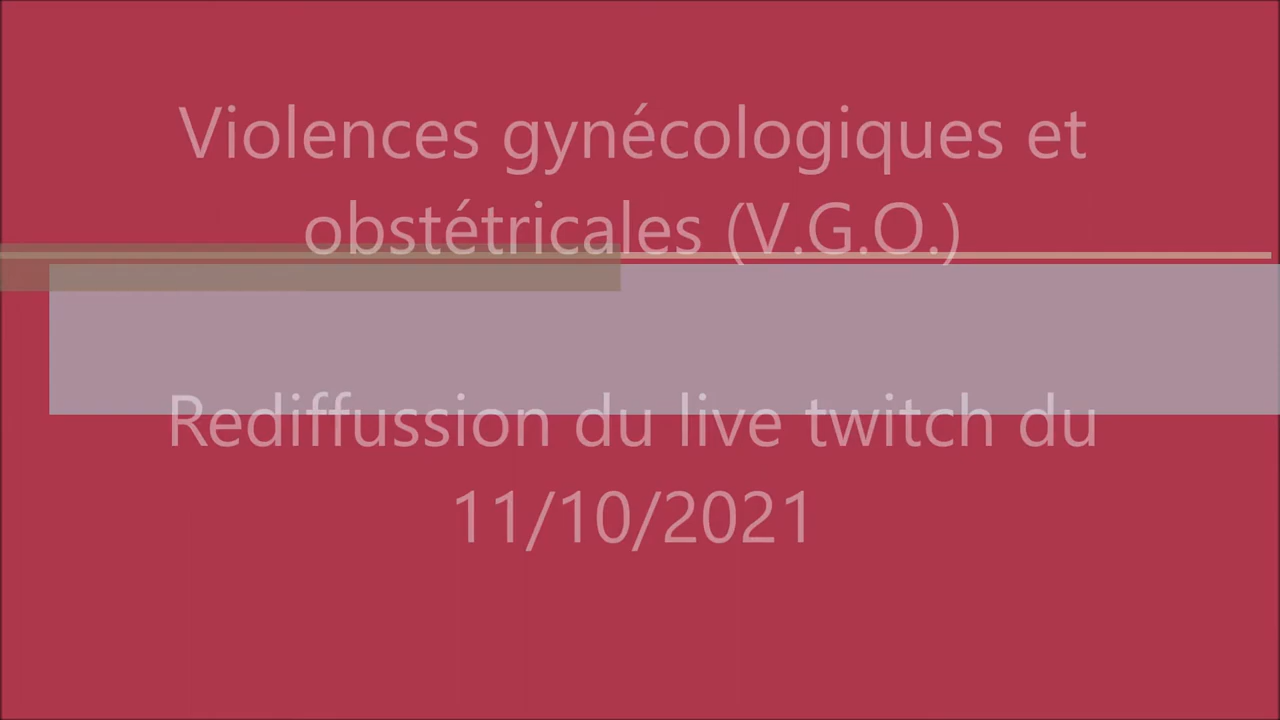 Violences gynécologiques et
obstétricales (V.G.O.)
Rediffussion du live twitch du
11/10/2021